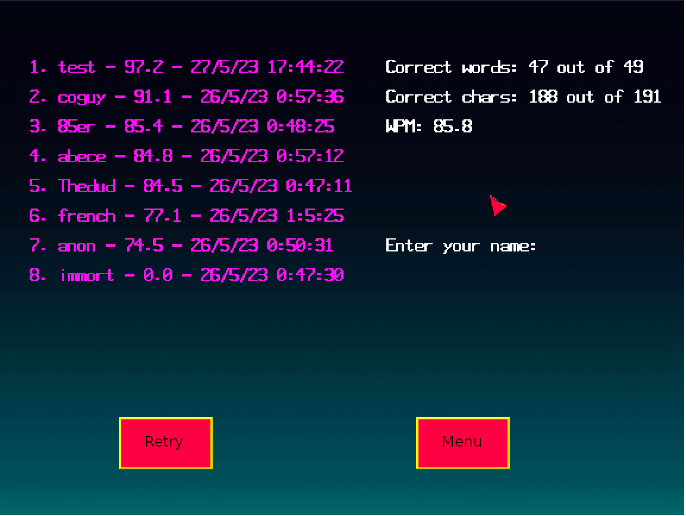 1. test - 97.2 - 27/5/23 17:44:22
2. coguy - 91.1 - 26/5/23 0:57:36
3. 85er - 85.4 - 26/5/23 0:48:25
4. abece - 84.8 - 26/5/23 0:57:12
5. Thedud - 84.5 - 26/5/23 0:47:11
6. french - 77.1 - 26/5/23 1:5:25
7. anon - 74.5 - 26/5/23 0:50:31
8. immort - 0.0 - 26/5/23 0:47:30
Correct words: 47 out of 49
Correct chars: 188 out of 191
WPM: 85.8
Enter your name:
Retry
Menu